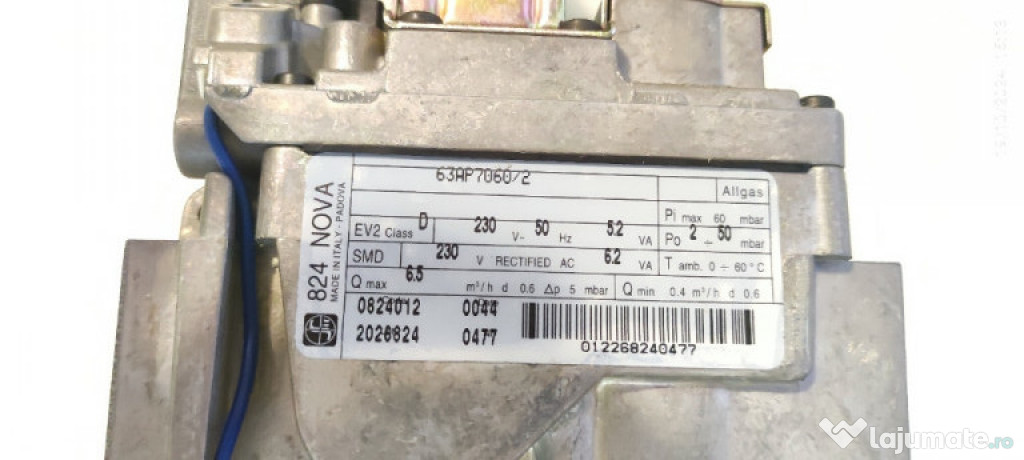 824 NOVA
MADE IN ITALY - PADOVA
63AP7060/2
Allgas
EV2 Class D 230 V~ 50 Hz 5.2 VA
Pi max 60 mbar
Po 2 ÷ 50 mbar
SMD 230 V RECTIFIED AC 6.2 VA
T amb. 0 ÷ 60°C
Q max 6.5 m³/h d 0.6 Δp 5 mbar
Q min 0.4 m³/h d 0.6
0824012 0044
2026824 0477
012268240477
lajumate.ro